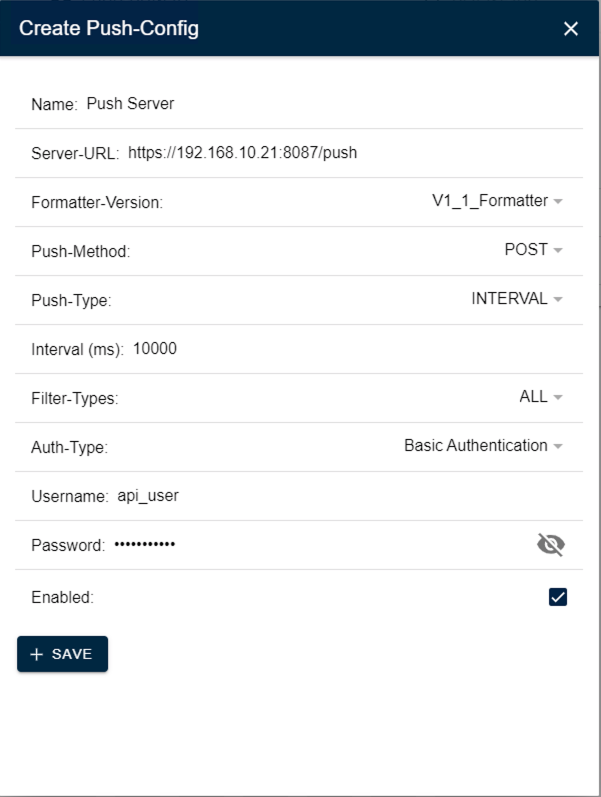 Create Push-Config
Name: Push Server
Server-URL: https://192.168.10.21:8087/push
Formatter-Version: V1_1_Formatter
Push-Method: POST
Push-Type: INTERVAL
Interval (ms): 10000
Filter-Types: ALL
Auth-Type: Basic Authentication
Username: api_user
Password: •••••••••••
Enabled:
+ SAVE